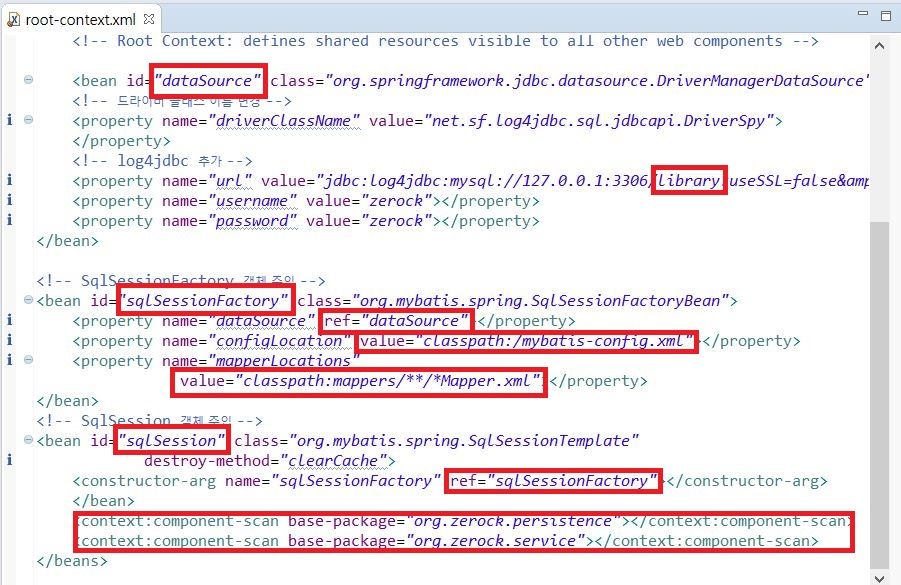 root-context.xml
<!-- Root Context: defines shared resources visible to all other web components -->
<bean id="dataSource" class="org.springframework.jdbc.datasource.DriverManagerDataSource"
<!-- 드라이버 클래스 이름 변경 -->
<property name="driverClassName" value="net.sf.log4jdbc.sql.jdbcapi.DriverSpy">
</property>
<!-- log4jdbc 추가 -->
<property name="url" value="jdbc:log4jdbc:mysql://127.0.0.1:3306/library useSSL=false&amp
<property name="username" value="zerock"></property>
<property name="password" value="zerock"></property>
</bean>
<!-- SqlSessionFactory 객체 주입 -->
<bean id="sqlSessionFactory" class="org.mybatis.spring.SqlSessionFactoryBean">
<property name="dataSource" ref="dataSource" </property>
<property name="configLocation" value="classpath:/mybatis-config.xml"></property>
<property name="mapperLocations"
value="classpath:mappers/**/*Mapper.xml"></property>
</bean>
<!-- SqlSession 객체 주입 -->
<bean id="sqlSession" class="org.mybatis.spring.SqlSessionTemplate"
destroy-method="clearCache">
<constructor-arg name="sqlSessionFactory" ref="sqlSessionFactory"></constructor-arg>
</bean>
<context:component-scan base-package="org.zerock.persistence"></context:component-scan>
<context:component-scan base-package="org.zerock.service"></context:component-scan>
</beans>